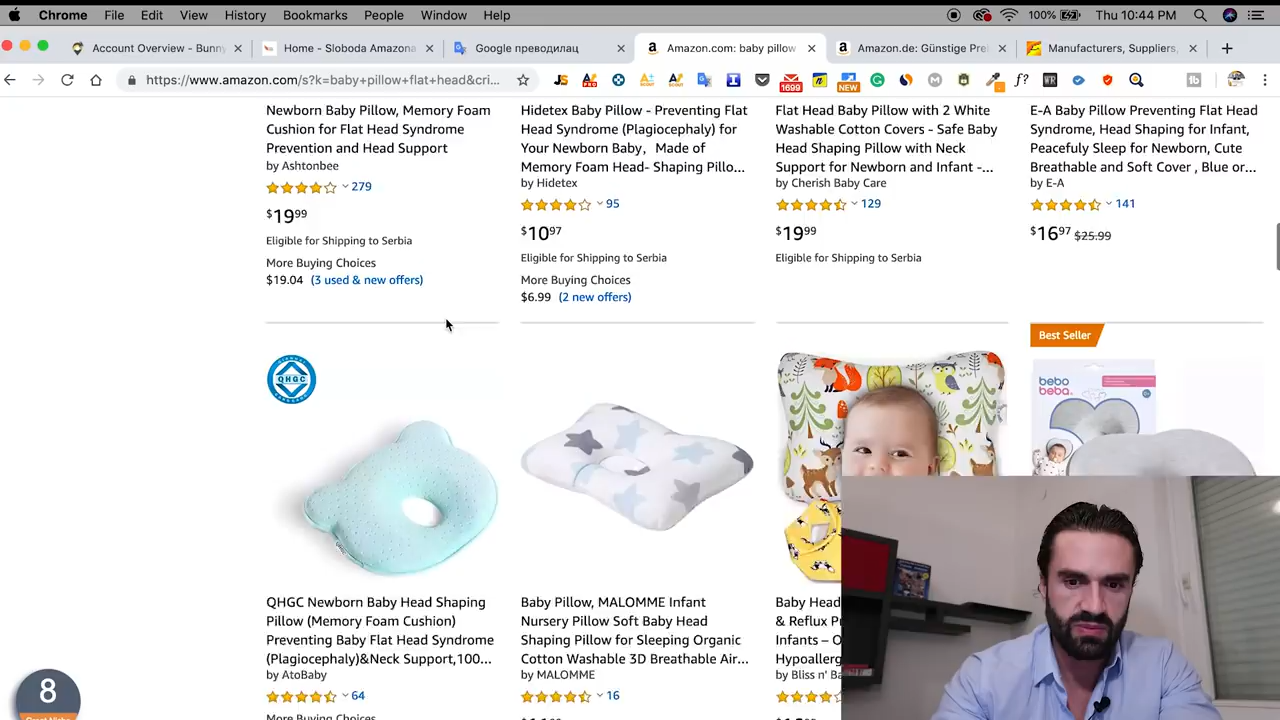 Chrome File Edit View History Bookmarks People Window Help 100% Thu 10:44 PM
Account Overview - Bunny Home - Sloboda Amazona Google преводилац Amazon.com: baby pillow Amazon.de: Günstige Prei Manufacturers, Suppliers,
https://www.amazon.com/s?k=baby+pillow+flat+head&cri...
1699 NEW
Newborn Baby Pillow, Memory Foam
Cushion for Flat Head Syndrome
Prevention and Head Support
by Ashtonbee
279
$19.99
Eligible for Shipping to Serbia
More Buying Choices
$19.04 (3 used & new offers)
Hidetex Baby Pillow - Preventing Flat
Head Syndrome (Plagiocephaly) for
Your Newborn Baby，Made of
Memory Foam Head- Shaping Pillo...
by Hidetex
95
$10.97
Eligible for Shipping to Serbia
More Buying Choices
$6.99 (2 new offers)
Flat Head Baby Pillow with 2 White
Washable Cotton Covers - Safe Baby
Head Shaping Pillow with Neck
Support for Newborn and Infant -...
by Cherish Baby Care
129
$19.99
Eligible for Shipping to Serbia
E-A Baby Pillow Preventing Flat Head
Syndrome, Head Shaping for Infant,
Peacefuly Sleep for Newborn, Cute
Breathable and Soft Cover , Blue or...
by E-A
141
$16.97 $25.99
QHGC
Best Seller
bebo
beba
QHGC Newborn Baby Head Shaping
Pillow (Memory Foam Cushion)
Preventing Baby Flat Head Syndrome
(Plagiocephaly)&Neck Support,100...
by AtoBaby
64
More Buying Choices
Baby Pillow, MALOMME Infant
Nursery Pillow Soft Baby Head
Shaping Pillow for Sleeping Organic
Cotton Washable 3D Breathable Air...
by MALOMME
16
Baby Head
& Reflux P
Infants – O
Hypoallerg
by Bliss n' Ba
8